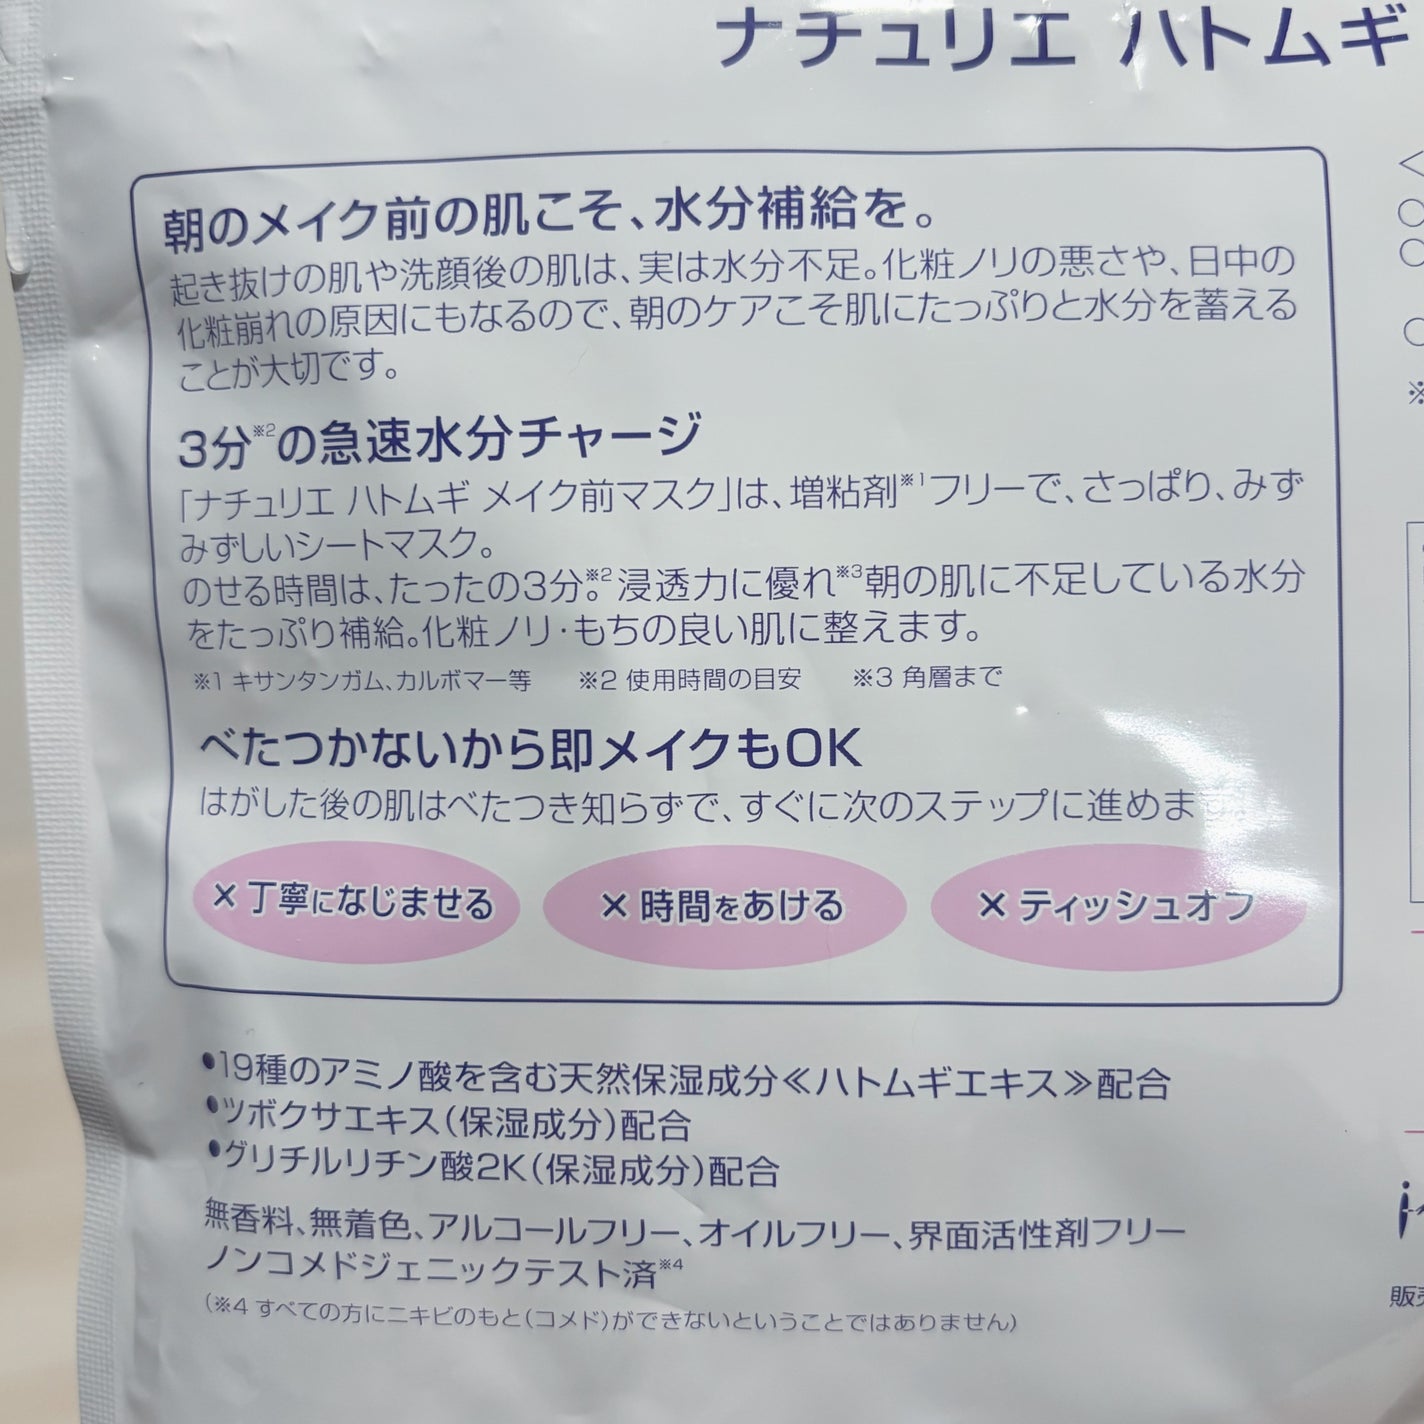 ナチュリエ ハトムギ
朝のメイク前の肌こそ、水分補給を。
起き抜けの肌や洗顔後の肌は、実は水分不足。化粧ノリの悪さや、日中の
化粧崩れの原因にもなるので、朝のケアこそ肌にたっぷりと水分を蓄える
ことが大切です。
3分※2の急速水分チャージ
「ナチュリエ ハトムギ メイク前マスク」は、増粘剤※1フリーで、さっぱり、みず
みずしいシートマスク。
のせる時間は、たったの3分。※2浸透力に優れ※3朝の肌に不足している水分
をたっぷり補給。化粧ノリ・もちの良い肌に整えます。
※1 キサンタンガム、カルボマー等 ※2 使用時間の目安 ※3 角層まで
べたつかないから即メイクもOK
はがした後の肌はべたつき知らずで、すぐに次のステップに進めま
× 丁寧になじませる × 時間をあける × ティッシュオフ
•19種のアミノ酸を含む天然保湿成分≪ハトムギエキス≫配合
•ツボクサエキス(保湿成分)配合
•グリチルリチン酸2K(保湿成分)配合
無香料、無着色、アルコールフリー、オイルフリー、界面活性剤フリー
ノンコメドジェニックテスト済※4
(※4 すべての方にニキビのもと(コメド)ができないということではありません)
販売